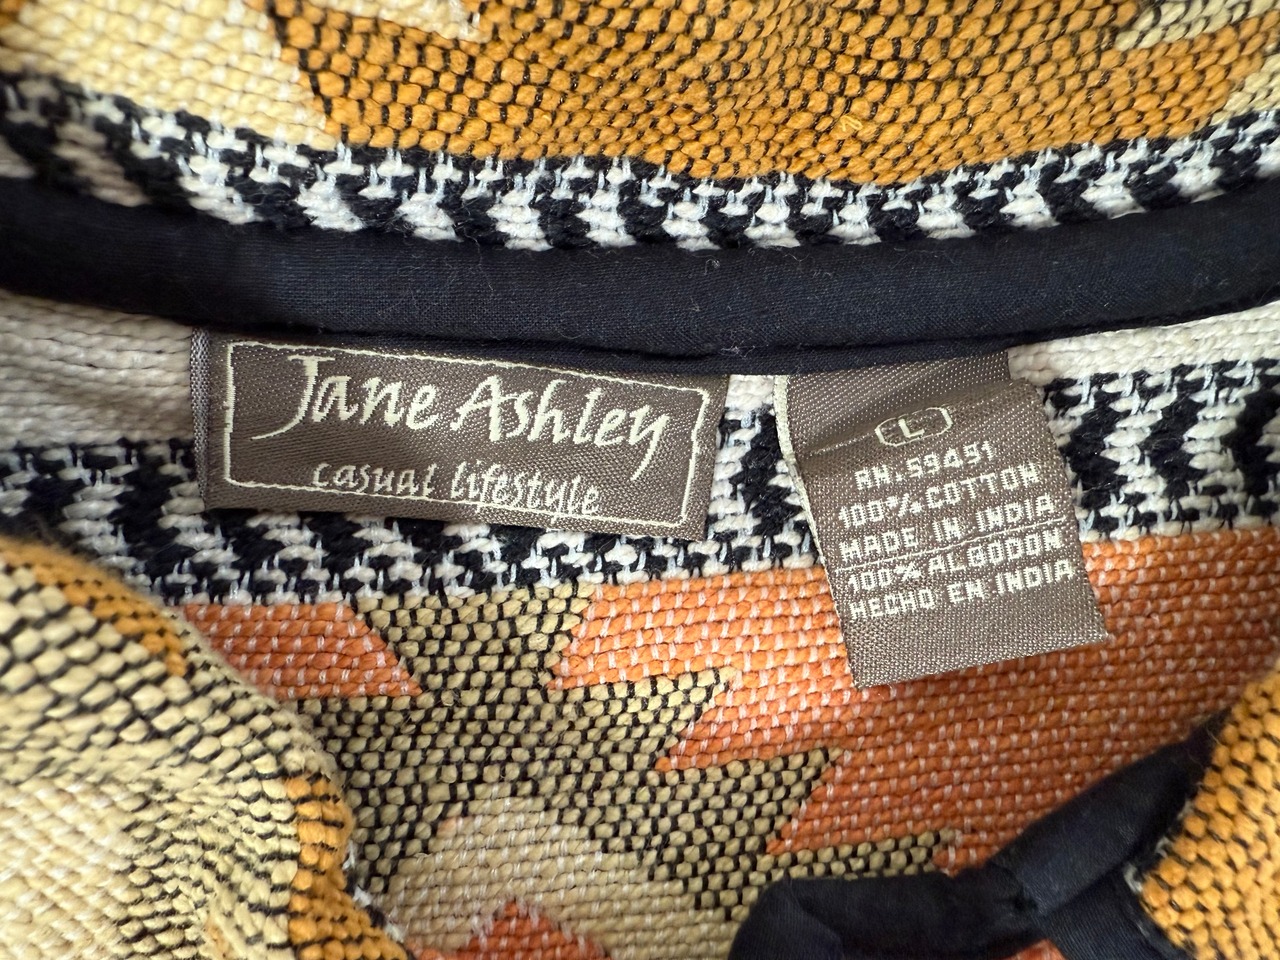 Jane Ashley
casual lifestyle
L
RN. 59451
100% COTTON
MADE IN INDIA
100% ALGODON
HECHO EN INDIA